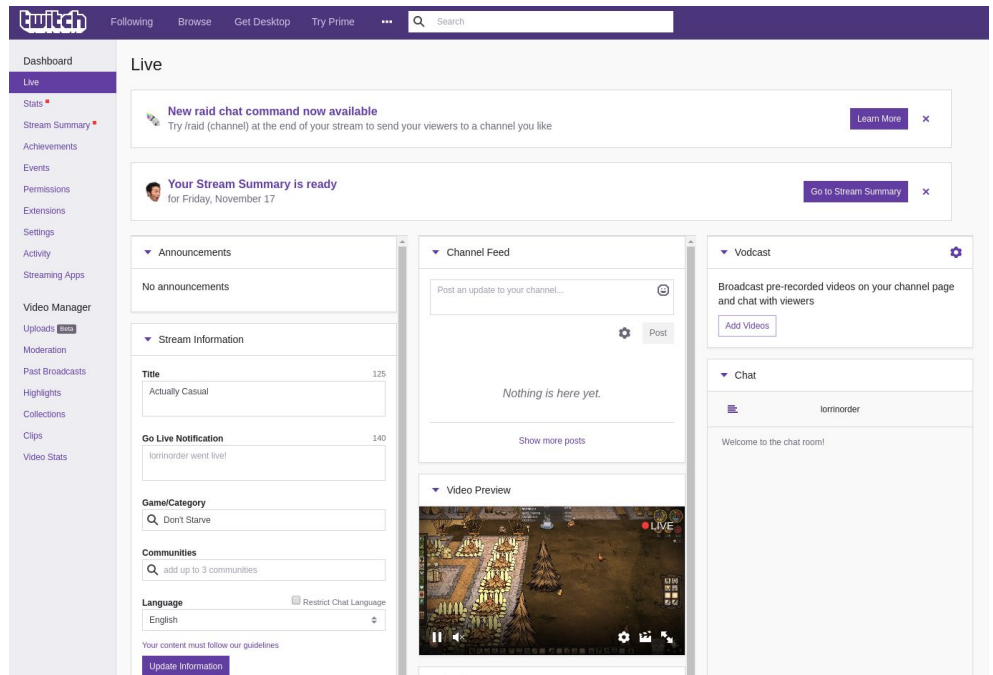 twitch
Following Browse Get Desktop Try Prime ••• Search
Dashboard
Live
Stats
Stream Summary
Achievements
Events
Permissions
Extensions
Settings
Activity
Streaming Apps
Video Manager
Uploads Beta
Moderation
Past Broadcasts
Highlights
Collections
Clips
Video Stats
Live
New raid chat command now available
Try /raid (channel) at the end of your stream to send your viewers to a channel you like
Learn More
Your Stream Summary is ready
for Friday, November 17
Go to Stream Summary
Announcements
No announcements
Stream Information
Title 125
Actually Casual
Go Live Notification 140
lorrinorder went live!
Game/Category
Don't Starve
Communities
add up to 3 communities
Language Restrict Chat Language
English
Your content must follow our guidelines
Update Information
Channel Feed
Post an update to your channel...
Post
Nothing is here yet.
Show more posts
Video Preview
LIVE
Vodcast
Broadcast pre-recorded videos on your channel page
and chat with viewers
Add Videos
Chat
lorrinorder
Welcome to the chat room!